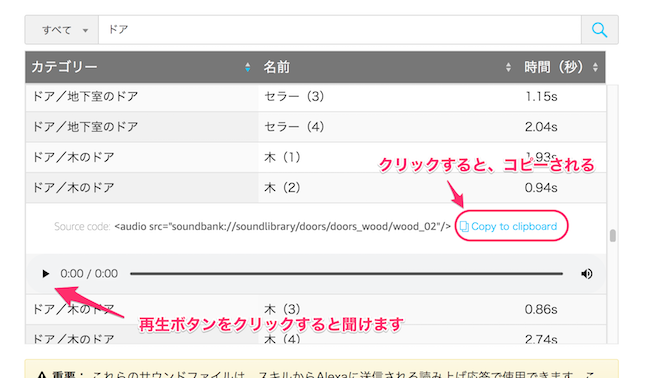 すべて ドア
カテゴリー 名前 時間（秒）
ドア／地下室のドア セラー（3） 1.15s
ドア／地下室のドア セラー（4） 2.04s
ドア／木のドア 木（1） 1.93s
クリックすると、コピーされる
ドア／木のドア 木（2） 0.94s
Source code: <audio src="soundbank://soundlibrary/doors/doors_wood/wood_02"/> Copy to clipboard
0:00 / 0:00
ドア／木のドア 木（3） 0.86s
再生ボタンをクリックすると聞けます
ドア／木のドア 木（4） 2.74s
重要： これらのサウンドファイルは、スキルからAlexaに送信される読み上げ応答で使用できます。こ